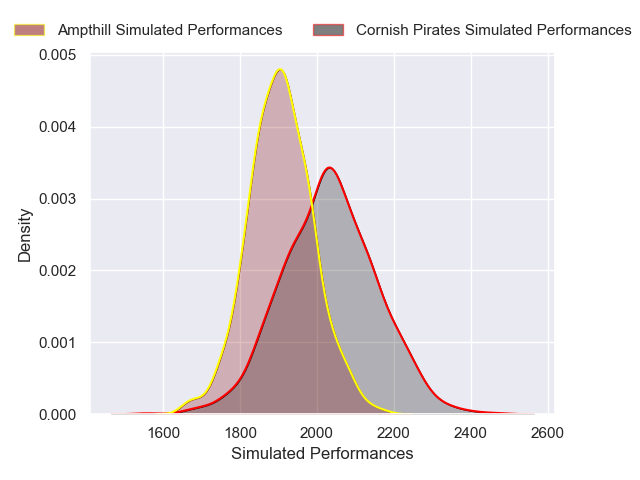 Ampthill Simulated Performances Cornish Pirates Simulated Performances
0.005
0.004
0.003
0.002
0.001
0.000
Density
1600 1800 2000 2200 2400 2600
Simulated Performances